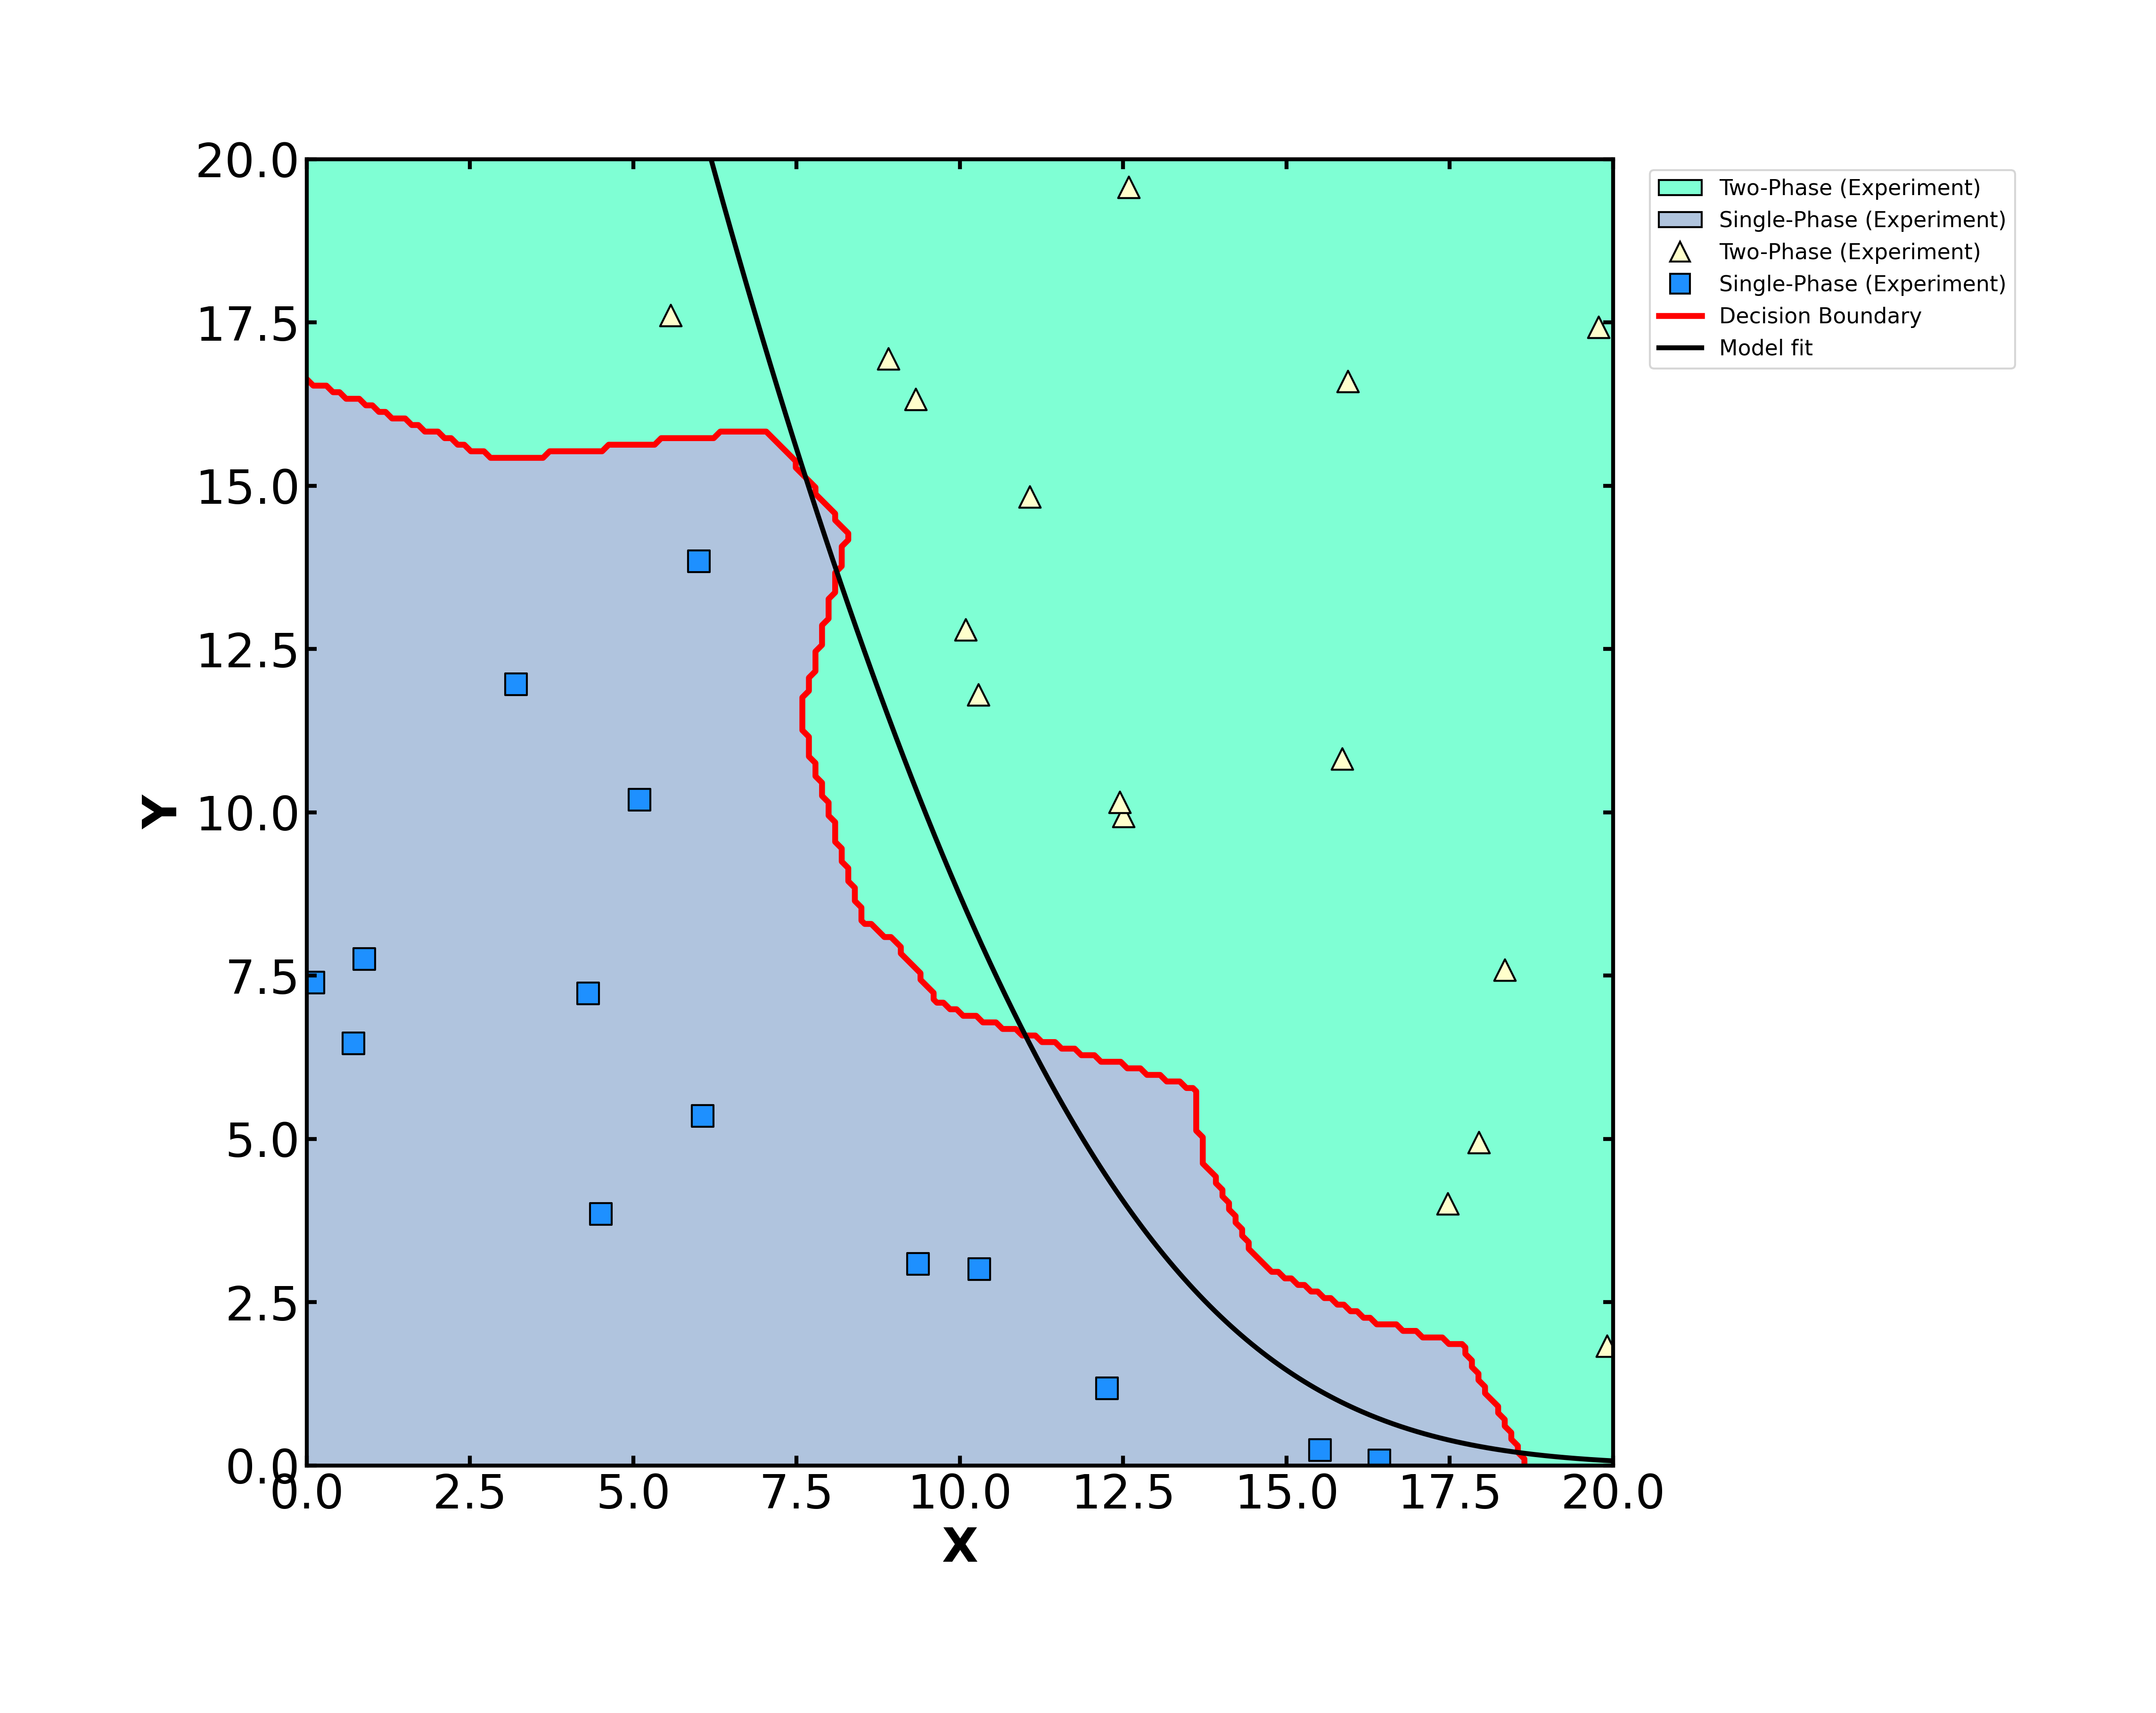 20.0
17.5
15.0
12.5
10.0
7.5
5.0
2.5
0.0
Y
0.0 2.5 5.0 7.5 10.0 12.5 15.0 17.5 20.0
X
Two-Phase (Experiment)
Single-Phase (Experiment)
Two-Phase (Experiment)
Single-Phase (Experiment)
Decision Boundary
Model fit